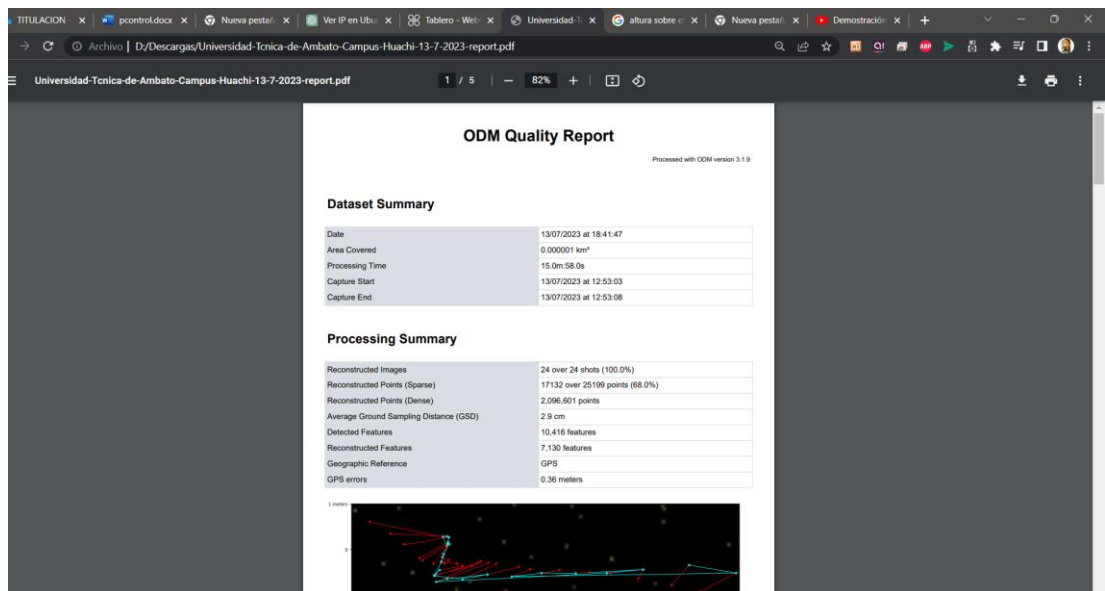 TITULACION -
pcontrol.docx
Nueva pestañ
Ver IP en Ubu
Tablero - Web
Universidad-T
altura sobre el
Nueva pestañ
Demostración
Archivo | D:/Descargas/Universidad-Tcnica-de-Ambato-Campus-Huachi-13-7-2023-report.pdf
Universidad-Tcnica-de-Ambato-Campus-Huachi-13-7-2023-report.pdf 1 / 5 | — 82% +
ODM Quality Report
Processed with ODM version 3.1.9
Dataset Summary
Date 13/07/2023 at 18:41:47
Area Covered 0.000001 km²
Processing Time 15.0m:58.0s
Capture Start 13/07/2023 at 12:53:03
Capture End 13/07/2023 at 12:53:08
Processing Summary
Reconstructed Images 24 over 24 shots (100.0%)
Reconstructed Points (Sparse) 17132 over 25199 points (68.0%)
Reconstructed Points (Dense) 2,096,601 points
Average Ground Sampling Distance (GSD) 2.9 cm
Detected Features 10,416 features
Reconstructed Features 7,130 features
Geographic Reference GPS
GPS errors 0.36 meters
1 meters
0